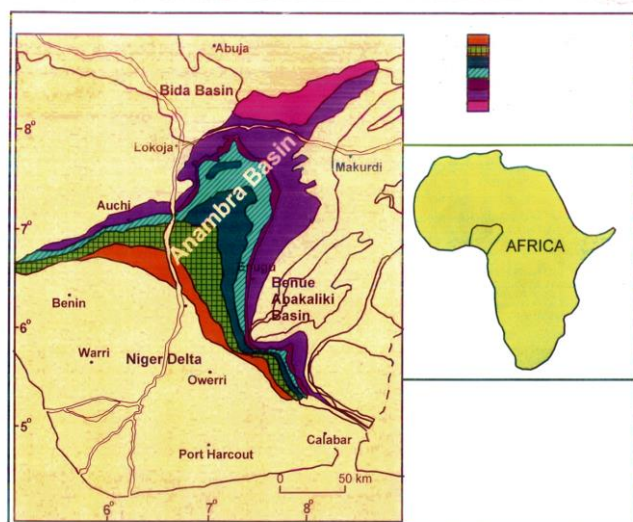 Abuja
Bida Basin
8°
Lokoja
Makurdi
Anambra Basin
Auchi
7°
AFRICA
Enugu
Benue
Abakaliki
Basin
Benin
6°
Warri
Niger Delta
Owerri
5°
Calabar
Port Harcout
0 50 km
6° 7° 8°